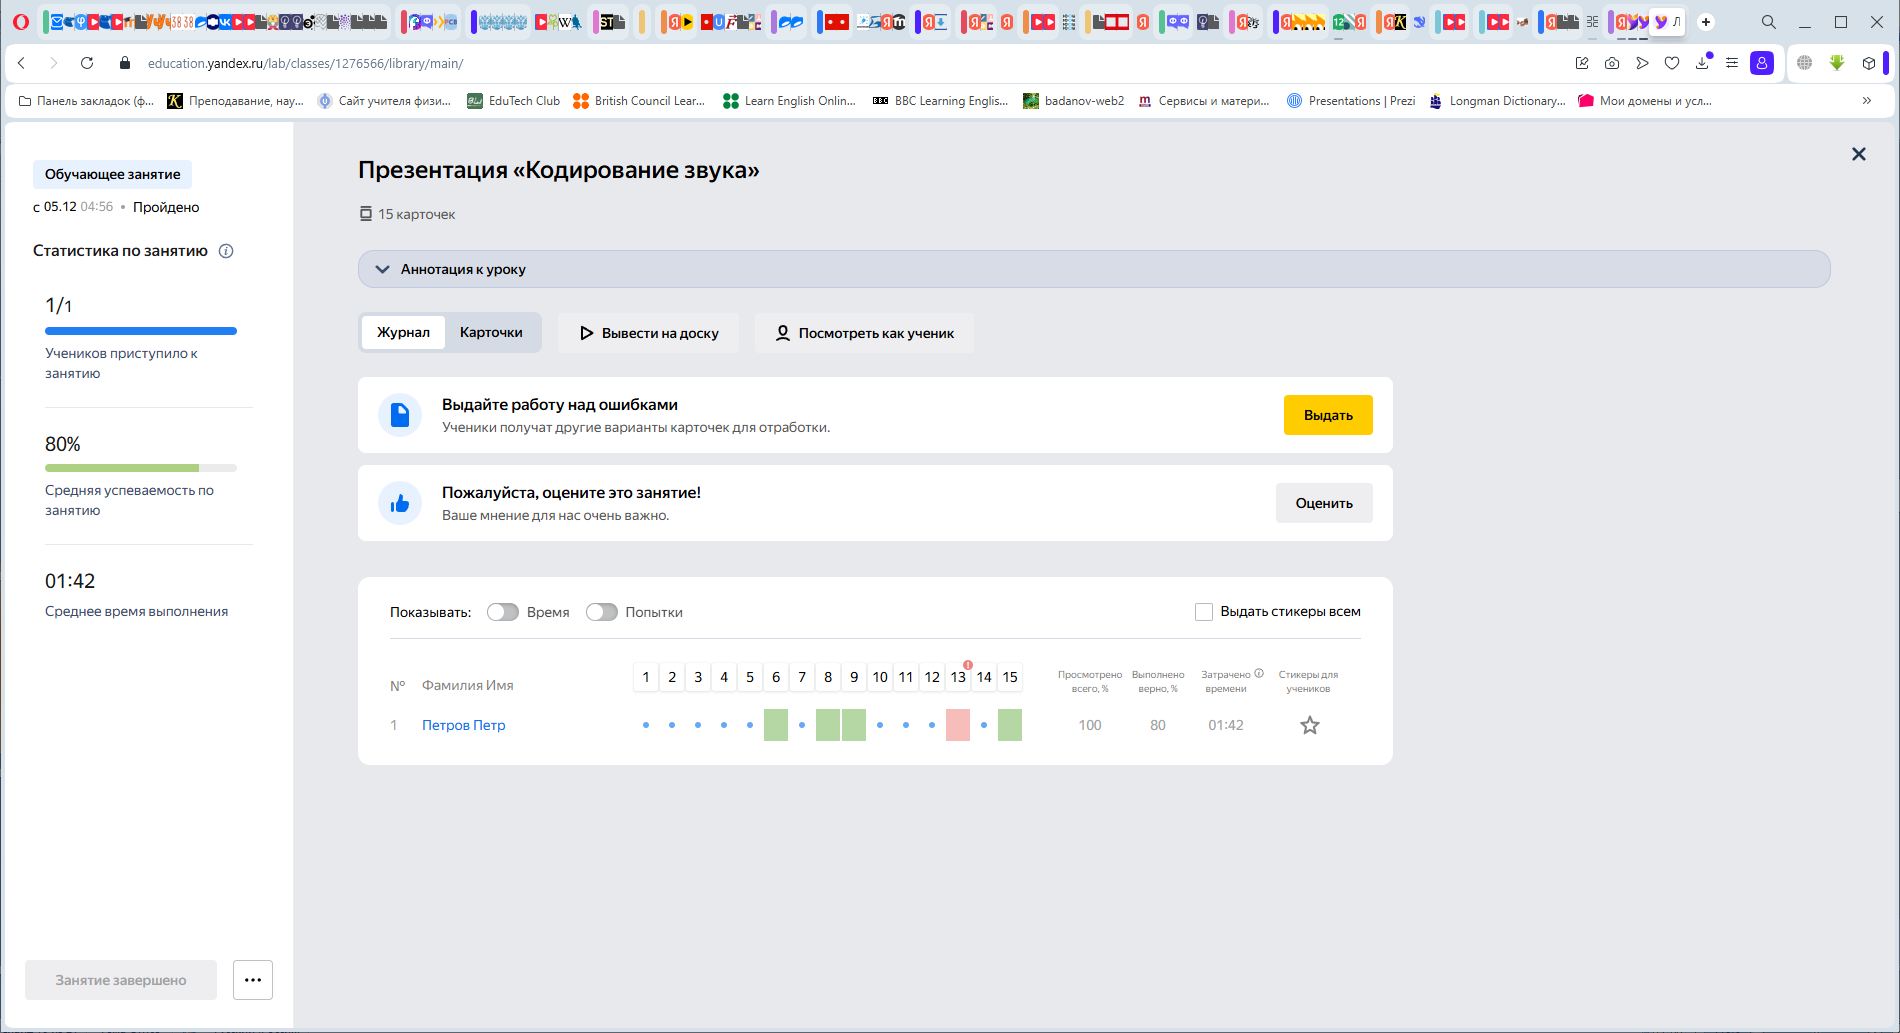 education.yandex.ru/lab/classes/1276566/library/main/
Панель закладок (ф... Преподавание, нау... Сайт учителя физи... EduTech Club British Council Lear... Learn English Onlin... BBC Learning Englis... badanov-web2 Сервисы и матери... Presentations | Prezi Longman Dictionary... Мои домены и усл... »
Обучающее занятие
с 05.12 04:56 • Пройдено
Статистика по занятию
1/1
Учеников приступило к
занятию
80%
Средняя успеваемость по
занятию
01:42
Среднее время выполнения
Занятие завершено
Презентация «Кодирование звука»
15 карточек
Аннотация к уроку
Журнал Карточки Вывести на доску Посмотреть как ученик
Выдайте работу над ошибками
Ученики получат другие варианты карточек для отработки.
Выдать
Пожалуйста, оцените это занятие!
Ваше мнение для нас очень важно.
Оценить
Показывать: Время Попытки Выдать стикеры всем
№ Фамилия Имя 1 2 3 4 5 6 7 8 9 10 11 12 13 14 15
Просмотрено всего, % Выполнено верно, % Затрачено времени Стикеры для учеников
1 Петров Петр 100 80 01:42